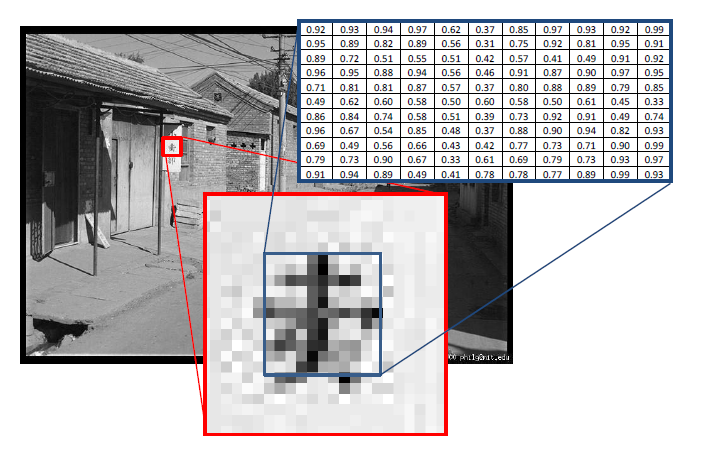 0.92 0.93 0.94 0.97 0.62 0.37 0.85 0.97 0.93 0.92 0.99
0.95 0.89 0.82 0.89 0.56 0.31 0.75 0.92 0.81 0.95 0.91
0.89 0.72 0.51 0.55 0.51 0.42 0.57 0.41 0.49 0.91 0.92
0.96 0.95 0.88 0.94 0.56 0.46 0.91 0.87 0.90 0.97 0.95
0.71 0.81 0.81 0.87 0.57 0.37 0.80 0.88 0.89 0.79 0.85
0.49 0.62 0.60 0.58 0.50 0.60 0.58 0.50 0.61 0.45 0.33
0.86 0.84 0.74 0.58 0.51 0.39 0.73 0.92 0.91 0.49 0.74
0.96 0.67 0.54 0.85 0.48 0.37 0.88 0.90 0.94 0.82 0.93
0.69 0.49 0.56 0.66 0.43 0.42 0.77 0.73 0.71 0.90 0.99
0.79 0.73 0.90 0.67 0.33 0.61 0.69 0.79 0.73 0.93 0.97
0.91 0.94 0.89 0.49 0.41 0.78 0.78 0.77 0.89 0.99 0.93
philg@mit.edu